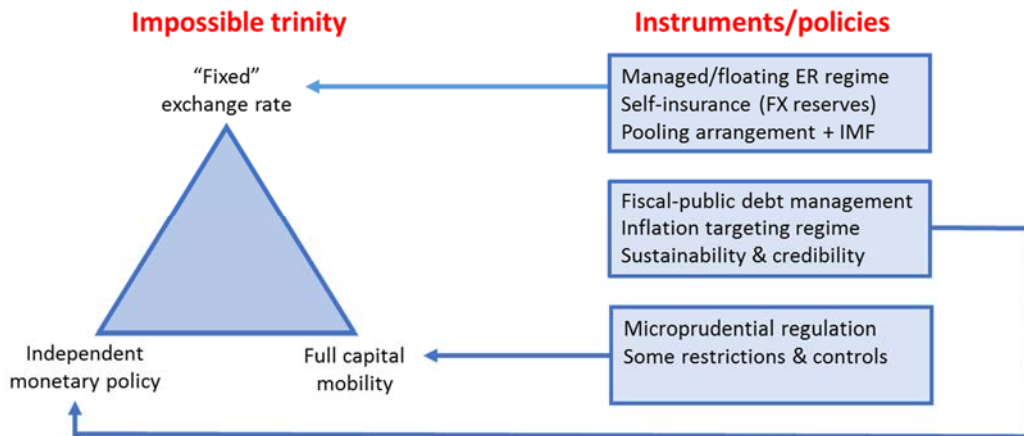 Impossible trinity
Instruments/policies
“Fixed”
exchange rate
Managed/floating ER regime
Self-insurance (FX reserves)
Pooling arrangement + IMF
Fiscal-public debt management
Inflation targeting regime
Sustainability & credibility
Microprudential regulation
Some restrictions & controls
Independent
monetary policy
Full capital
mobility